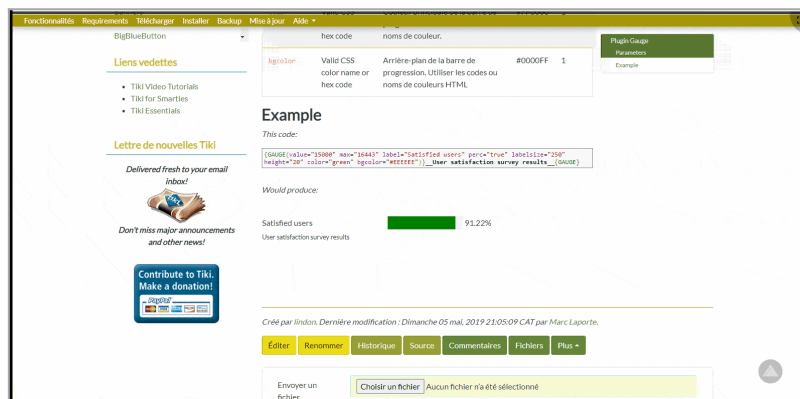 Fonctionnalités Requirements Télécharger Installer Backup Mise à jour Aide
BigBlueButton
Liens vedettes
Tiki Video Tutorials
Tiki for Smarties
Tiki Essentials
Lettre de nouvelles Tiki
Delivered fresh to your email
inbox!
Tiki
Don't miss major announcements
and other news!
Contribute to Tiki.
Make a donation!
PayPal
hex code
noms de couleur.
bgcolor
Valid CSS
color name or
hex code
Arrière-plan de la barre de
progression. Utiliser les codes ou
noms de couleurs HTML
#0000FF
1
Example
This code:
{GAUGE(value="15000" max="16443" label="Satisfied users" perc="true" labelsize="250"
height="20" color="green" bgcolor="#EEEEEE")}__User satisfaction survey results__{GAUGE}
Would produce:
Satisfied users 91.22%
User satisfaction survey results
Créé par lindon. Dernière modification : Dimanche 05 mai, 2019 21:05:09 CAT par Marc Laporte.
Éditer Renommer Historique Source Commentaires Fichiers Plus
Envoyer un
fichier
Choisir un fichier Aucun fichier n'a été sélectionné
Plugin Gauge
Parameters
Example